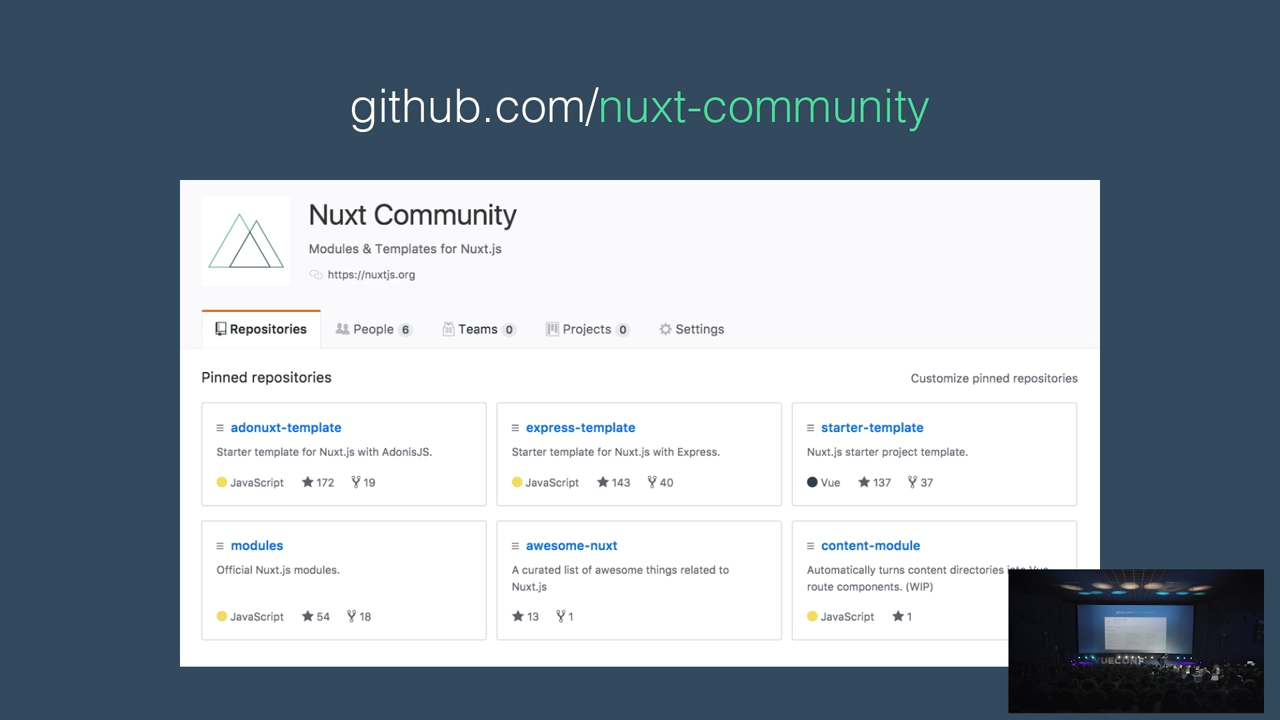 github.com/nuxt-community
Nuxt Community
Modules & Templates for Nuxt.js
https://nuxtjs.org
Repositories People 6 Teams 0 Projects 0 Settings
Pinned repositories Customize pinned repositories
adonuxt-template
Starter template for Nuxt.js with AdonisJS.
JavaScript 172 19
express-template
Starter template for Nuxt.js with Express.
JavaScript 143 40
starter-template
Nuxt.js starter project template.
Vue 137 37
modules
Official Nuxt.js modules.
JavaScript 54 18
awesome-nuxt
A curated list of awesome things related to
Nuxt.js
13 1
content-module
Automatically turns content directories into Vue
route components. (WIP)
JavaScript 1
VUECONF